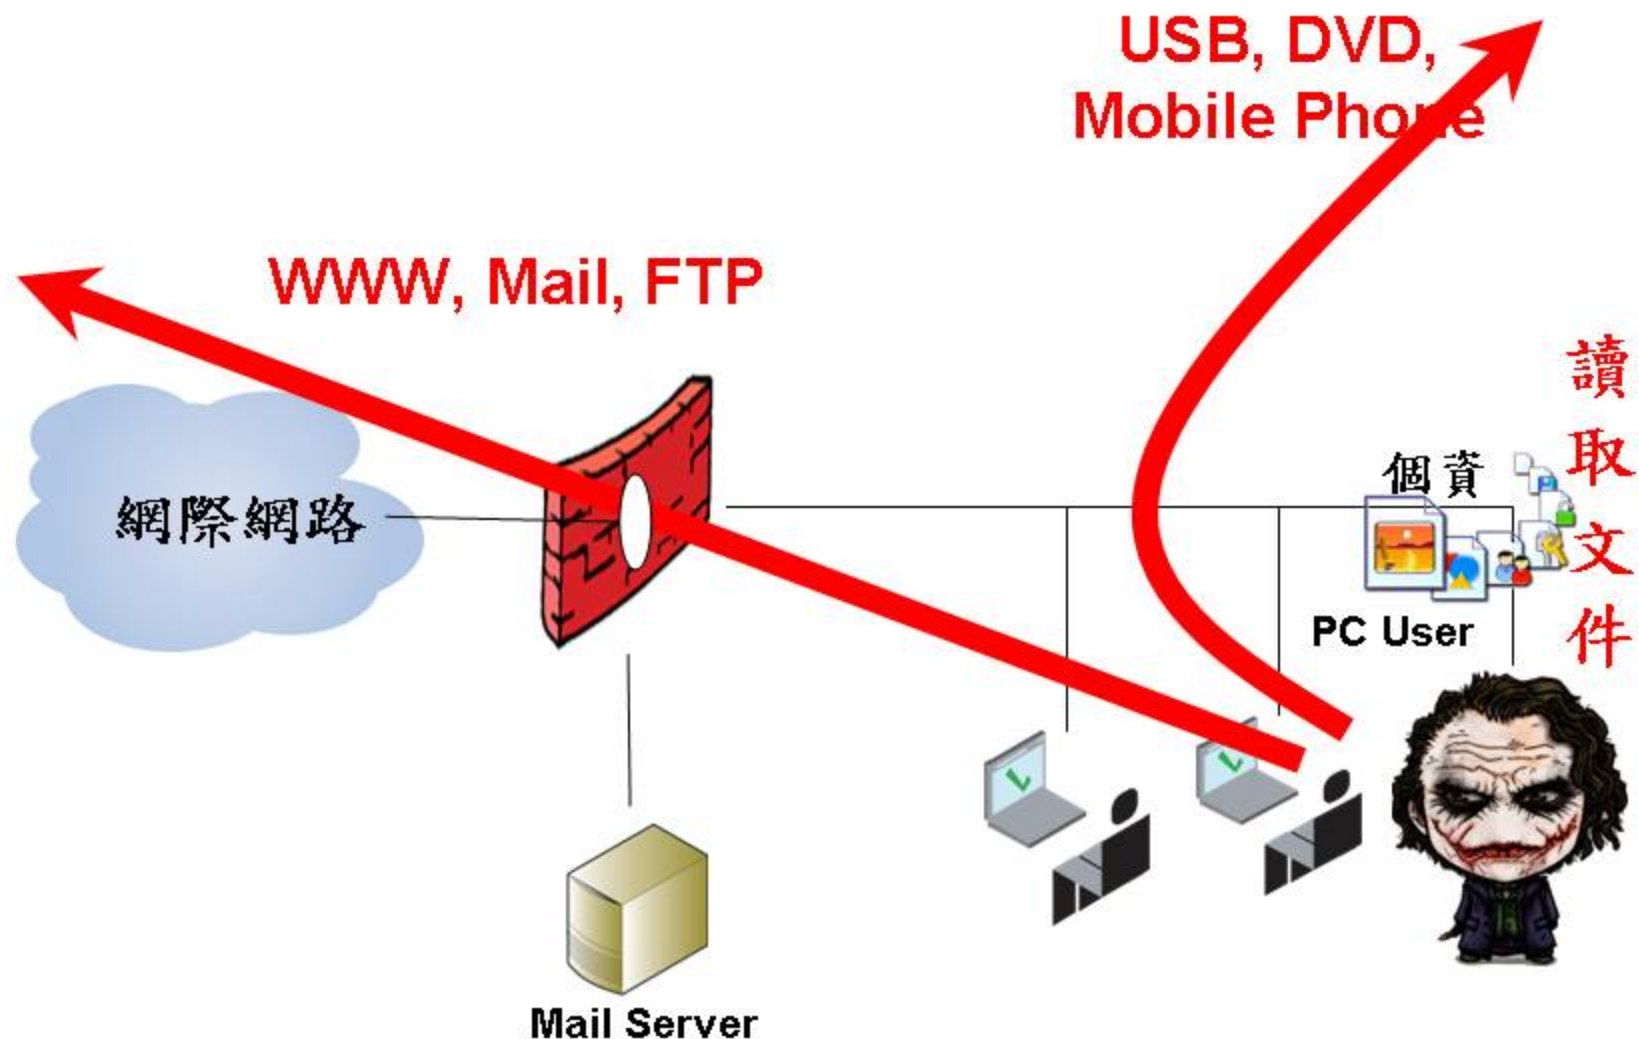 USB, DVD,
Mobile Phone
WWW, Mail, FTP
讀取文件
個資
網際網路
PC User
Mail Server